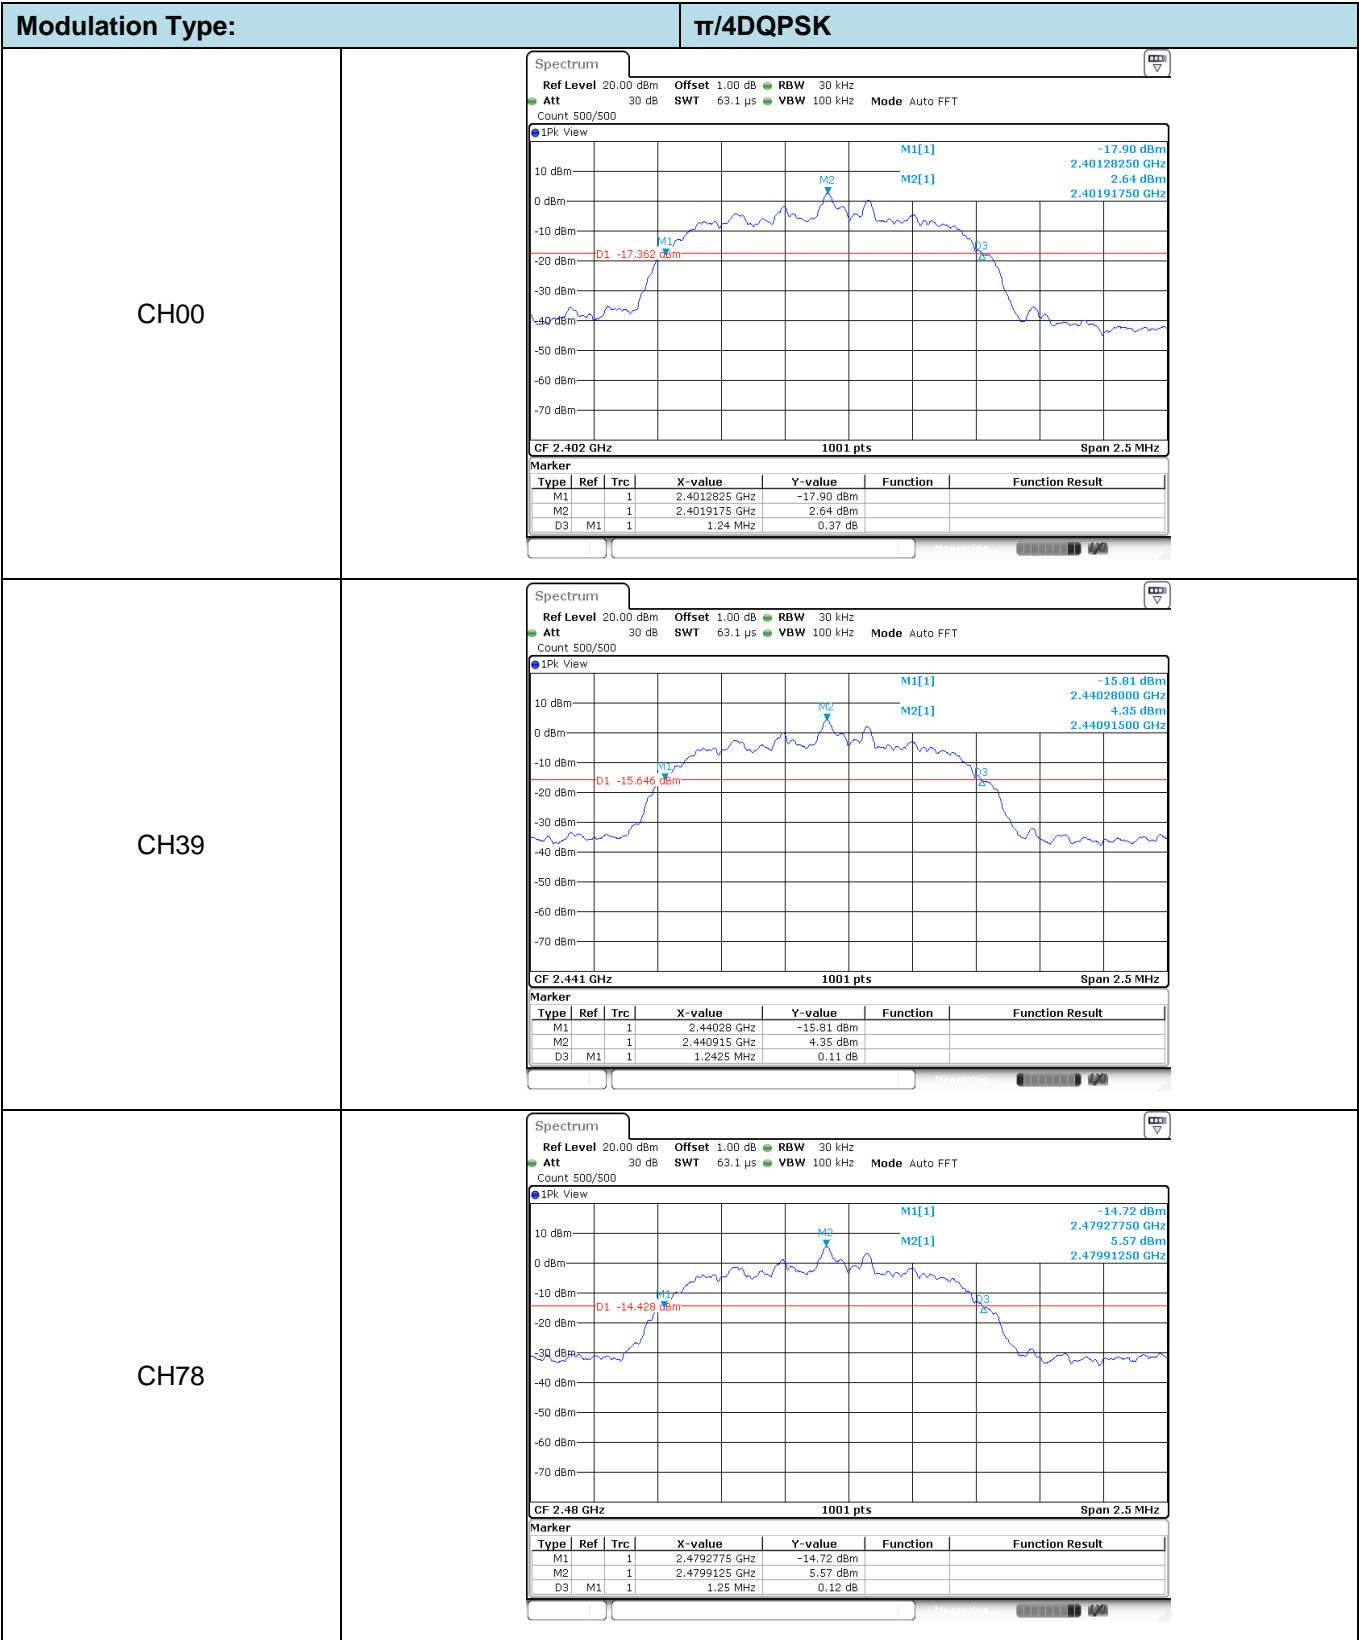 Modulation Type: π/4DQPSK
CH00
Spectrum
Ref Level 20.00 dBm Offset 1.00 dB RBW 30 kHz
Att 30 dB SWT 63.1 µs VBW 100 kHz Mode Auto FFT
Count 500/500
1Pk View
M1[1] -17.90 dBm
2.40128250 GHz
M2[1] 2.64 dBm
2.40191750 GHz
10 dBm
M2
0 dBm
-10 dBm
M1
D3
D1 -17.362 dBm
-20 dBm
-30 dBm
-40 dBm
-50 dBm
-60 dBm
-70 dBm
CF 2.402 GHz 1001 pts Span 2.5 MHz
Marker
Type Ref Trc X-value Y-value Function Function Result
M1 1 2.4012825 GHz -17.90 dBm
M2 1 2.4019175 GHz 2.64 dBm
D3 M1 1 1.24 MHz 0.37 dB
Measuring
CH39
Spectrum
Ref Level 20.00 dBm Offset 1.00 dB RBW 30 kHz
Att 30 dB SWT 63.1 µs VBW 100 kHz Mode Auto FFT
Count 500/500
1Pk View
M1[1] -15.81 dBm
2.44028000 GHz
M2[1] 4.35 dBm
2.44091500 GHz
10 dBm
M2
0 dBm
-10 dBm
M1
D3
D1 -15.646 dBm
-20 dBm
-30 dBm
-40 dBm
-50 dBm
-60 dBm
-70 dBm
CF 2.441 GHz 1001 pts Span 2.5 MHz
Marker
Type Ref Trc X-value Y-value Function Function Result
M1 1 2.44028 GHz -15.81 dBm
M2 1 2.440915 GHz 4.35 dBm
D3 M1 1 1.2425 MHz 0.11 dB
Measuring
CH78
Spectrum
Ref Level 20.00 dBm Offset 1.00 dB RBW 30 kHz
Att 30 dB SWT 63.1 µs VBW 100 kHz Mode Auto FFT
Count 500/500
1Pk View
M1[1] -14.72 dBm
2.47927750 GHz
M2[1] 5.57 dBm
2.47991250 GHz
10 dBm
M2
0 dBm
-10 dBm
M1
D3
D1 -14.428 dBm
-20 dBm
-30 dBm
-40 dBm
-50 dBm
-60 dBm
-70 dBm
CF 2.48 GHz 1001 pts Span 2.5 MHz
Marker
Type Ref Trc X-value Y-value Function Function Result
M1 1 2.4792775 GHz -14.72 dBm
M2 1 2.4799125 GHz 5.57 dBm
D3 M1 1 1.25 MHz 0.12 dB
Measuring